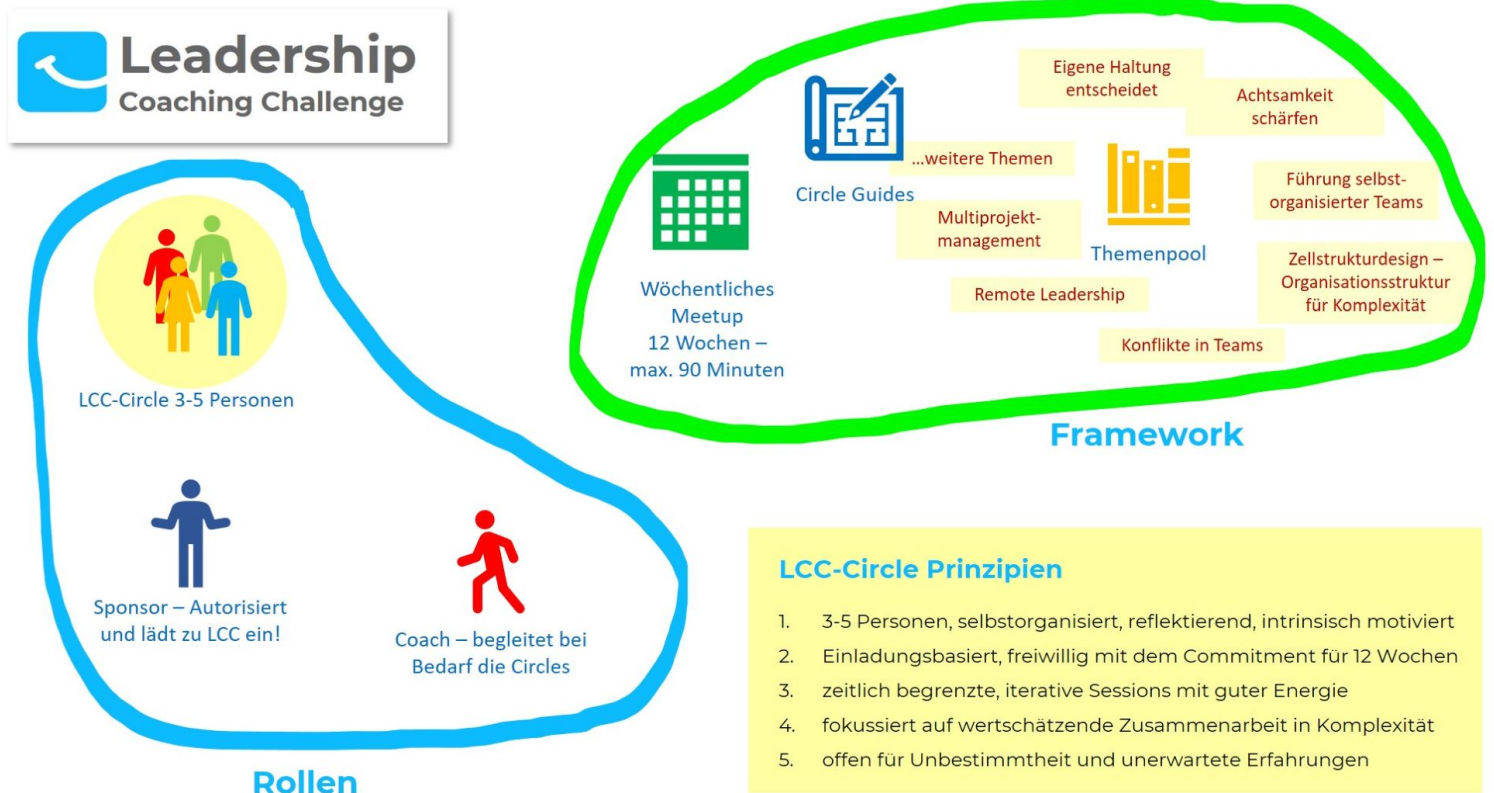 Leadership
Coaching Challenge
LCC-Circle 3-5 Personen
Sponsor – Autorisiert
und lädt zu LCC ein!
Coach – begleitet bei
Bedarf die Circles
Rollen
Wöchentliches
Meetup
12 Wochen –
max. 90 Minuten
Circle Guides
Themenpool
Eigene Haltung
entscheidet
Achtsamkeit
schärfen
...weitere Themen
Führung selbst-
organisierter Teams
Multiprojekt-
management
Zellstrukturdesign –
Organisationsstruktur
für Komplexität
Remote Leadership
Konflikte in Teams
Framework
LCC-Circle Prinzipien
1. 3-5 Personen, selbstorganisiert, reflektierend, intrinsisch motiviert
2. Einladungsbasiert, freiwillig mit dem Commitment für 12 Wochen
3. zeitlich begrenzte, iterative Sessions mit guter Energie
4. fokussiert auf wertschätzende Zusammenarbeit in Komplexität
5. offen für Unbestimmtheit und unerwartete Erfahrungen